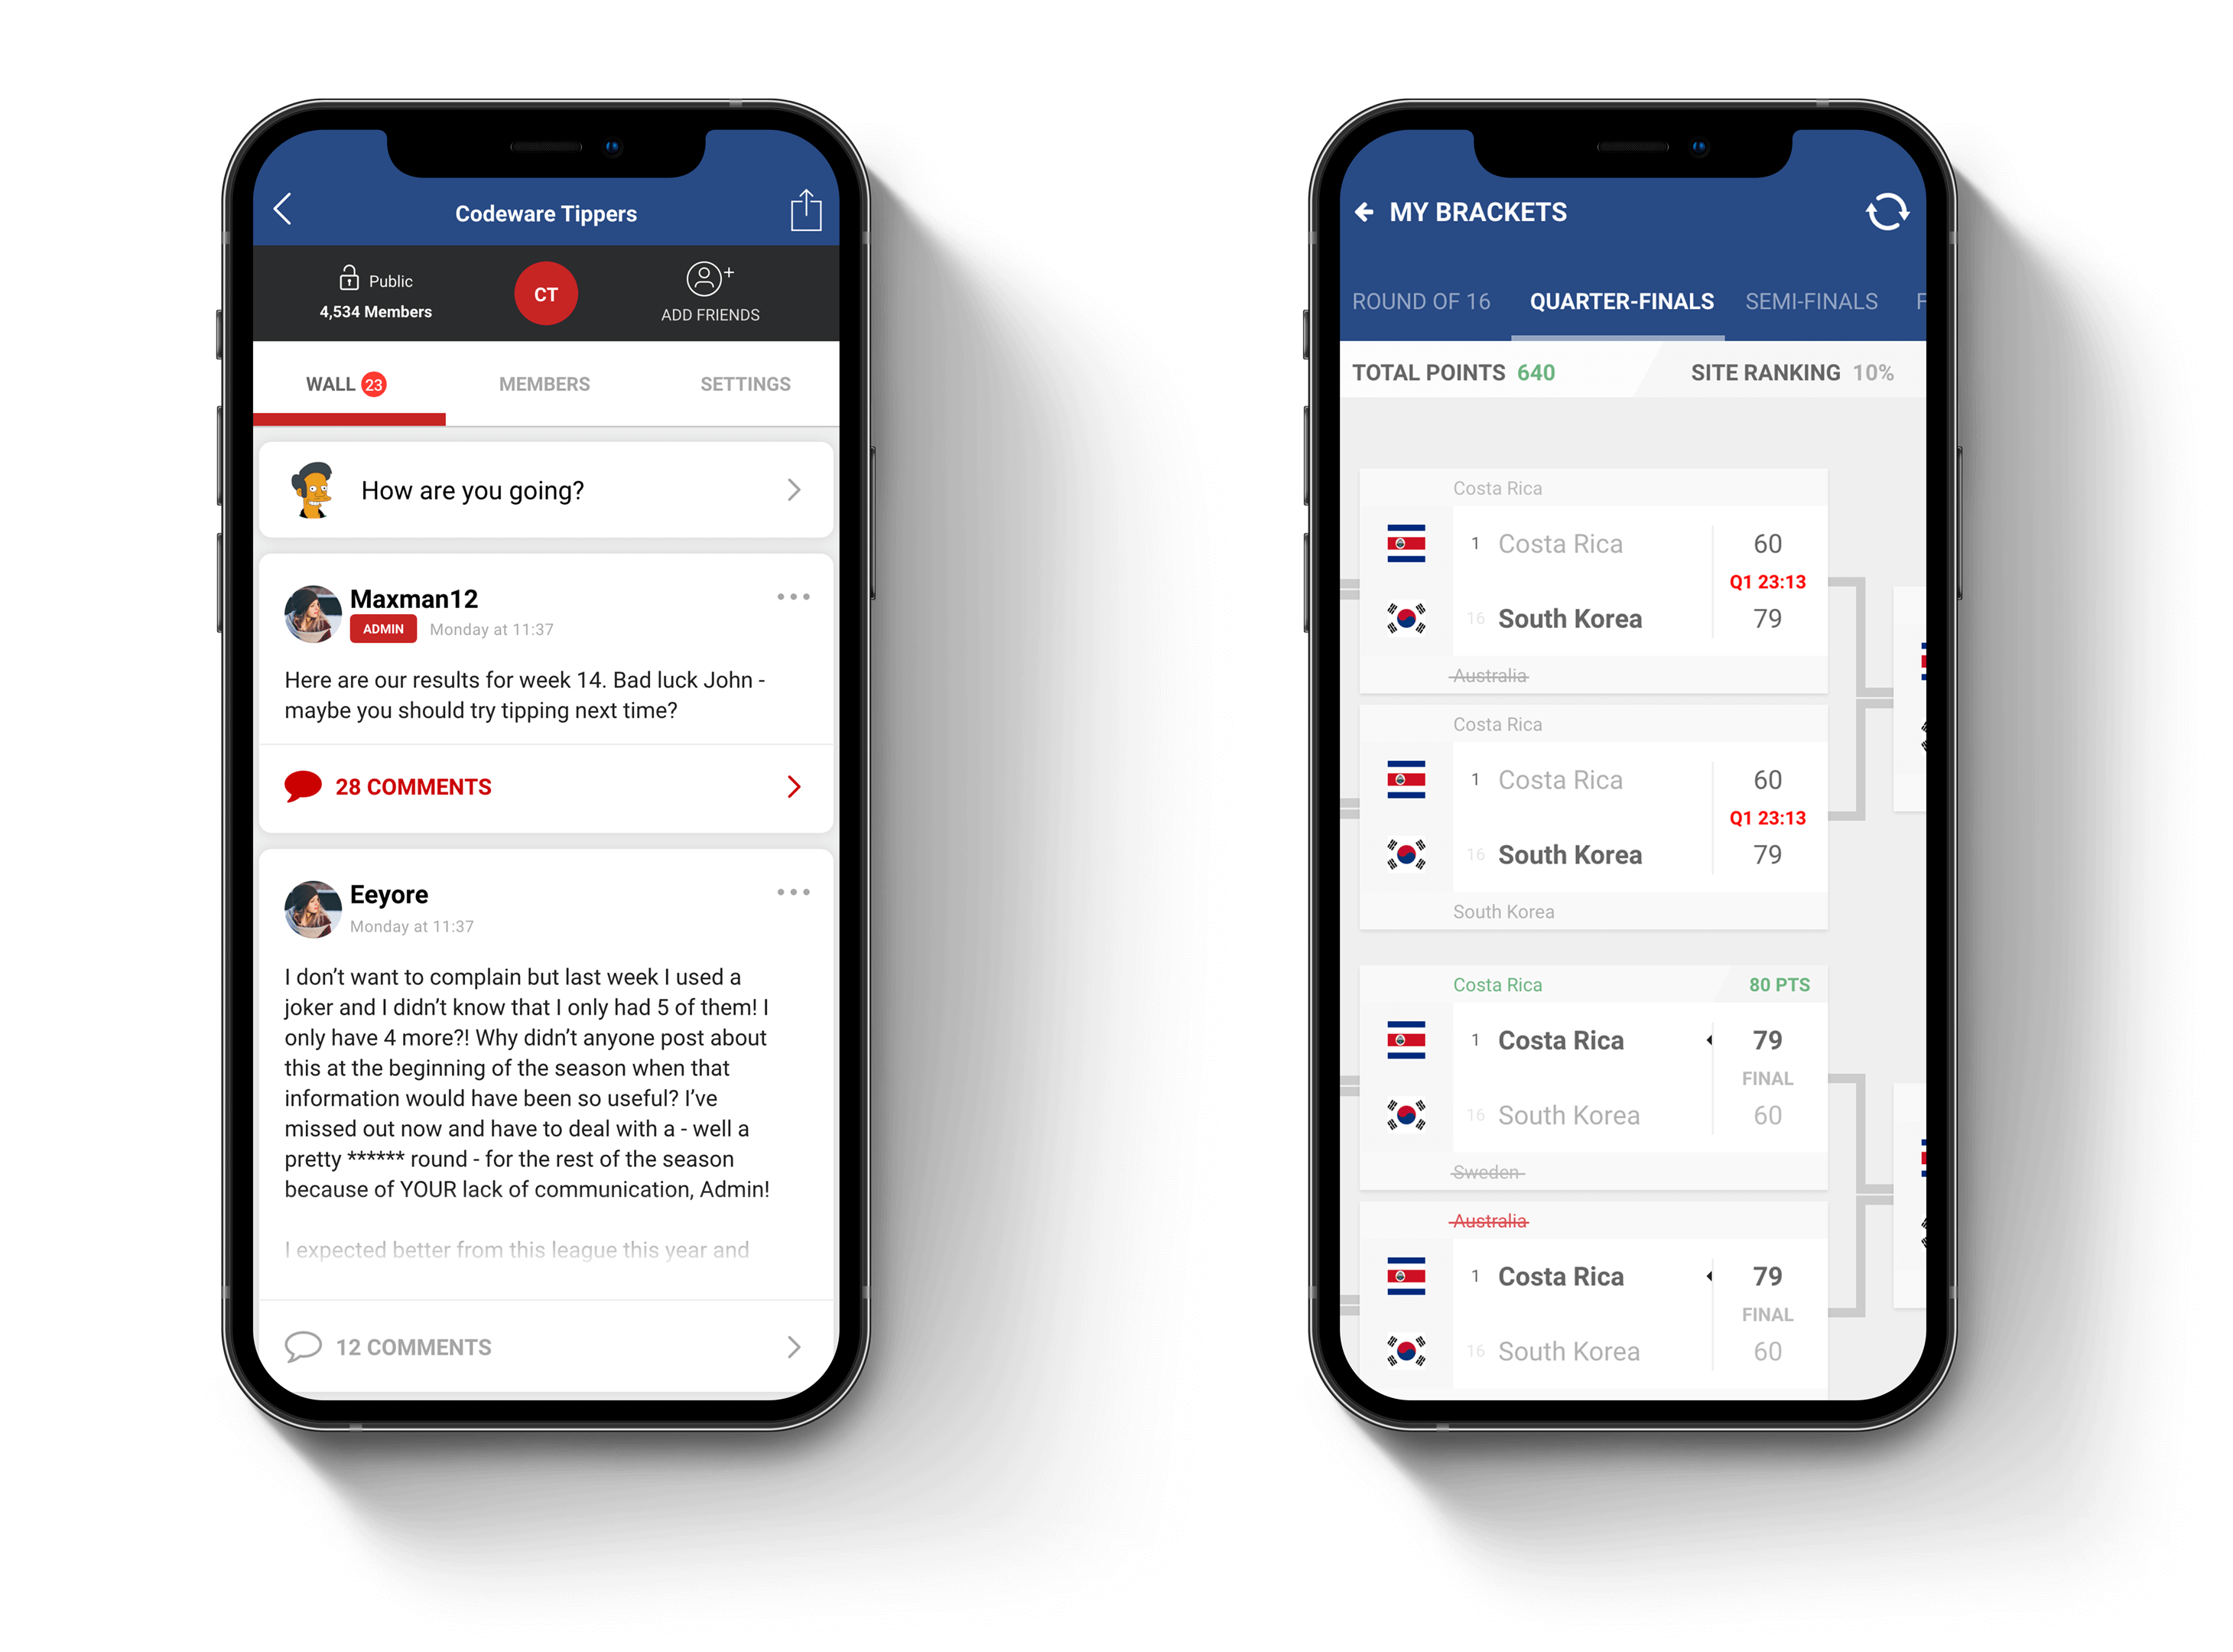 Codeware Tippers
Public
4,534 Members
CT
ADD FRIENDS
WALL 23
MEMBERS
SETTINGS
How are you going?
Maxman12
ADMIN Monday at 11:37
Here are our results for week 14. Bad luck John -
maybe you should try tipping next time?
28 COMMENTS
Eeyore
Monday at 11:37
I don’t want to complain but last week I used a
joker and I didn’t know that I only had 5 of them! I
only have 4 more?! Why didn’t anyone post about
this at the beginning of the season when that
information would have been so useful? I’ve
missed out now and have to deal with a - well a
pretty ****** round - for the rest of the season
because of YOUR lack of communication, Admin!
I expected better from this league this year and
12 COMMENTS
MY BRACKETS
ROUND OF 16 QUARTER-FINALS SEMI-FINALS F
TOTAL POINTS 640 SITE RANKING 10%
Costa Rica
1 Costa Rica 60
Q1 23:13
16 South Korea 79
Australia
Costa Rica
1 Costa Rica 60
Q1 23:13
16 South Korea 79
South Korea
Costa Rica 80 PTS
1 Costa Rica 79
FINAL
16 South Korea 60
Sweden
Australia
1 Costa Rica 79
FINAL
16 South Korea 60